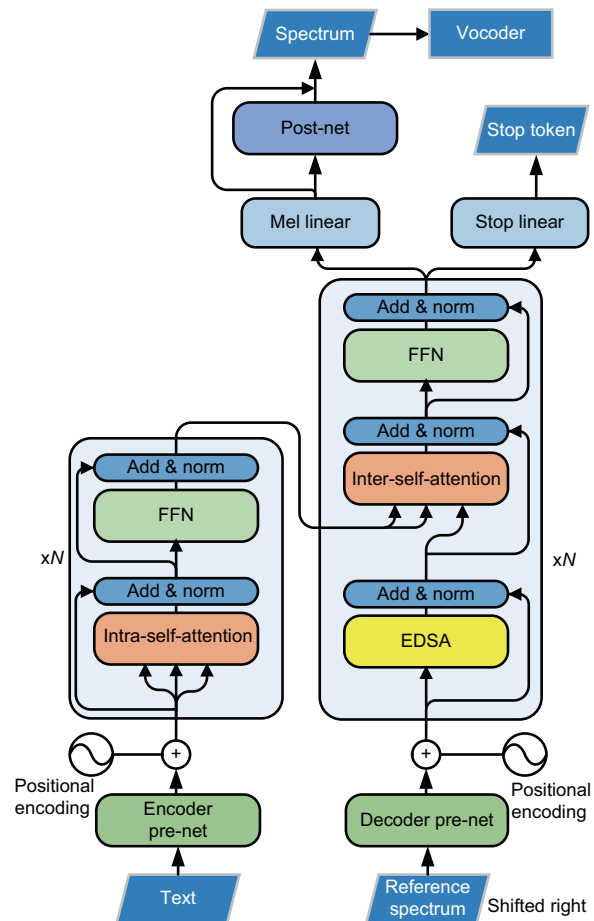 Spectrum
Vocoder
Post-net
Stop token
Mel linear
Stop linear
Add & norm
FFN
Add & norm
Inter-self-attention
Add & norm
EDSA
xN
Add & norm
FFN
xN
Add & norm
Intra-self-attention
Positional
encoding
Positional
encoding
Encoder
pre-net
Decoder pre-net
Text
Reference
spectrum
Shifted right